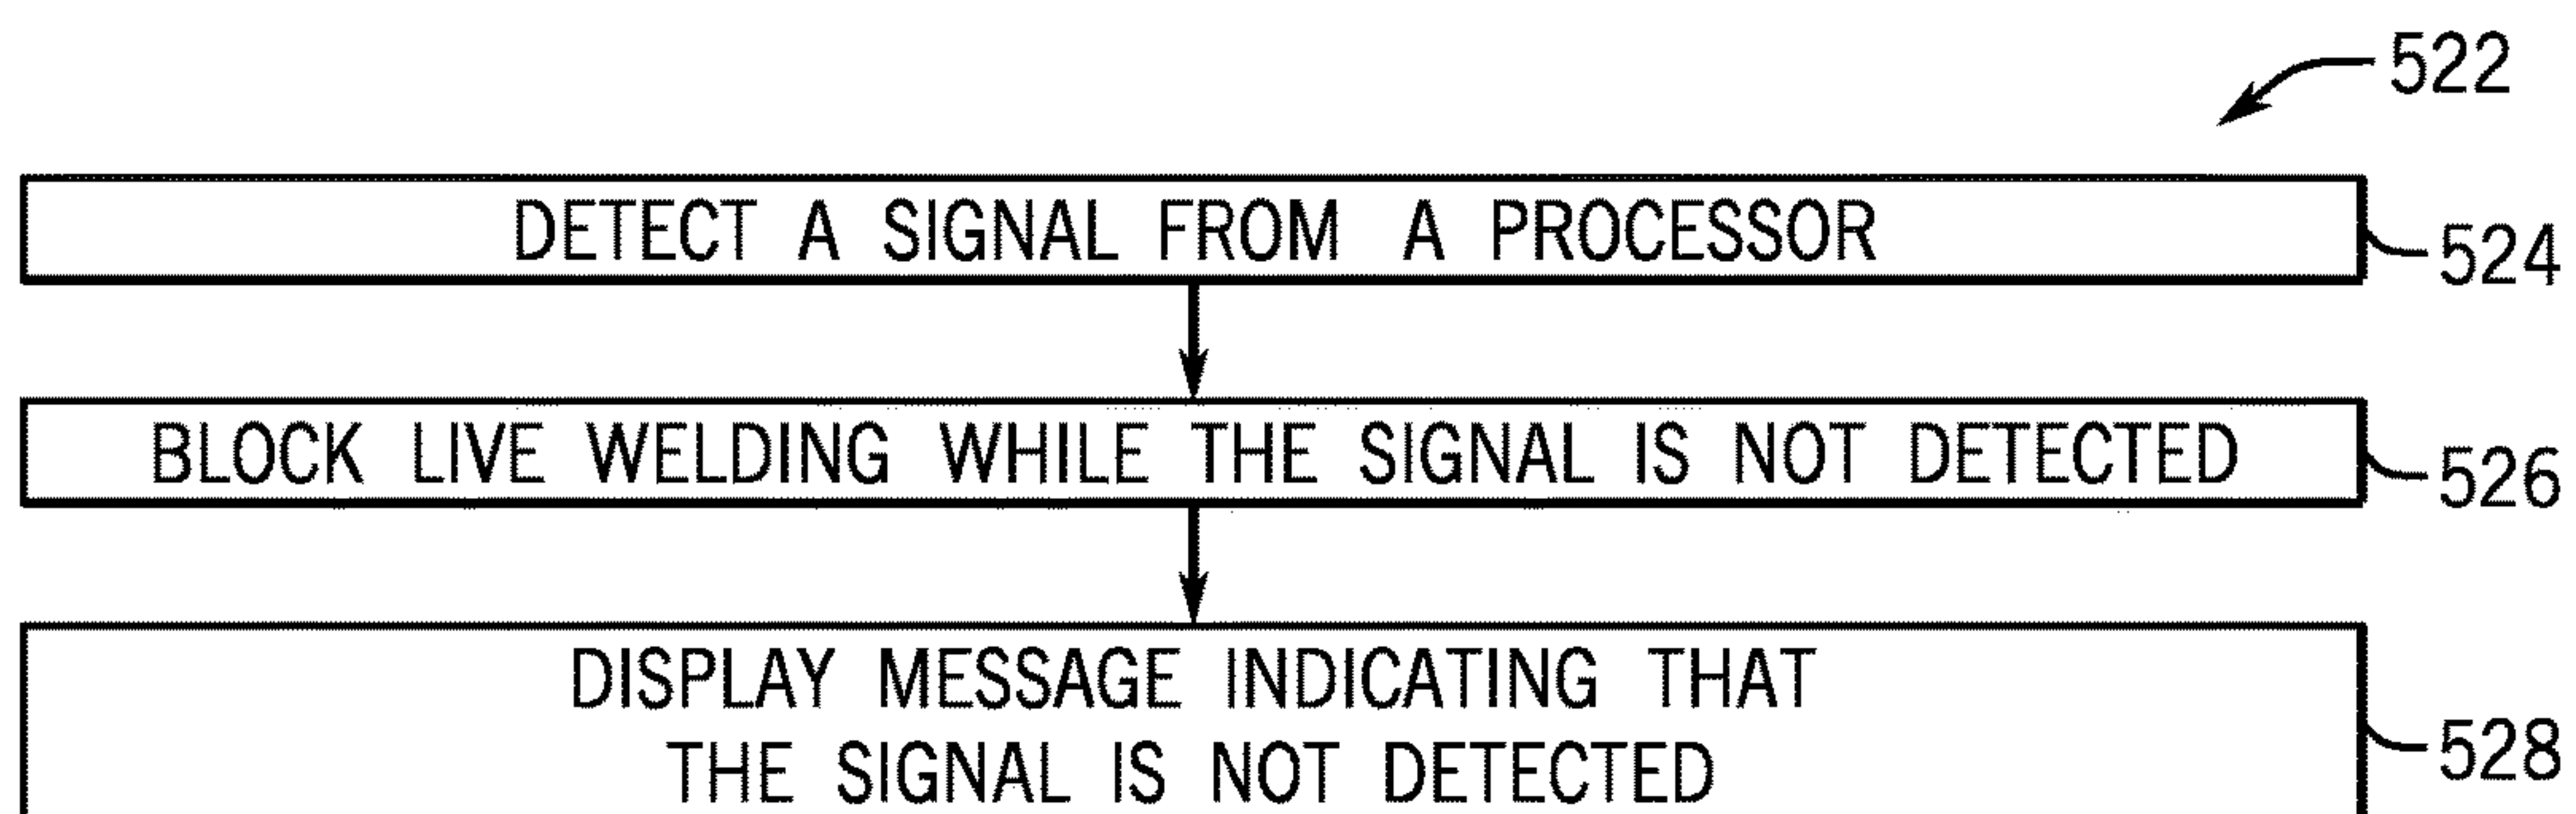 522
DETECT A SIGNAL FROM A PROCESSOR
524
BLOCK LIVE WELDING WHILE THE SIGNAL IS NOT DETECTED
526
DISPLAY MESSAGE INDICATING THAT
THE SIGNAL IS NOT DETECTED
528